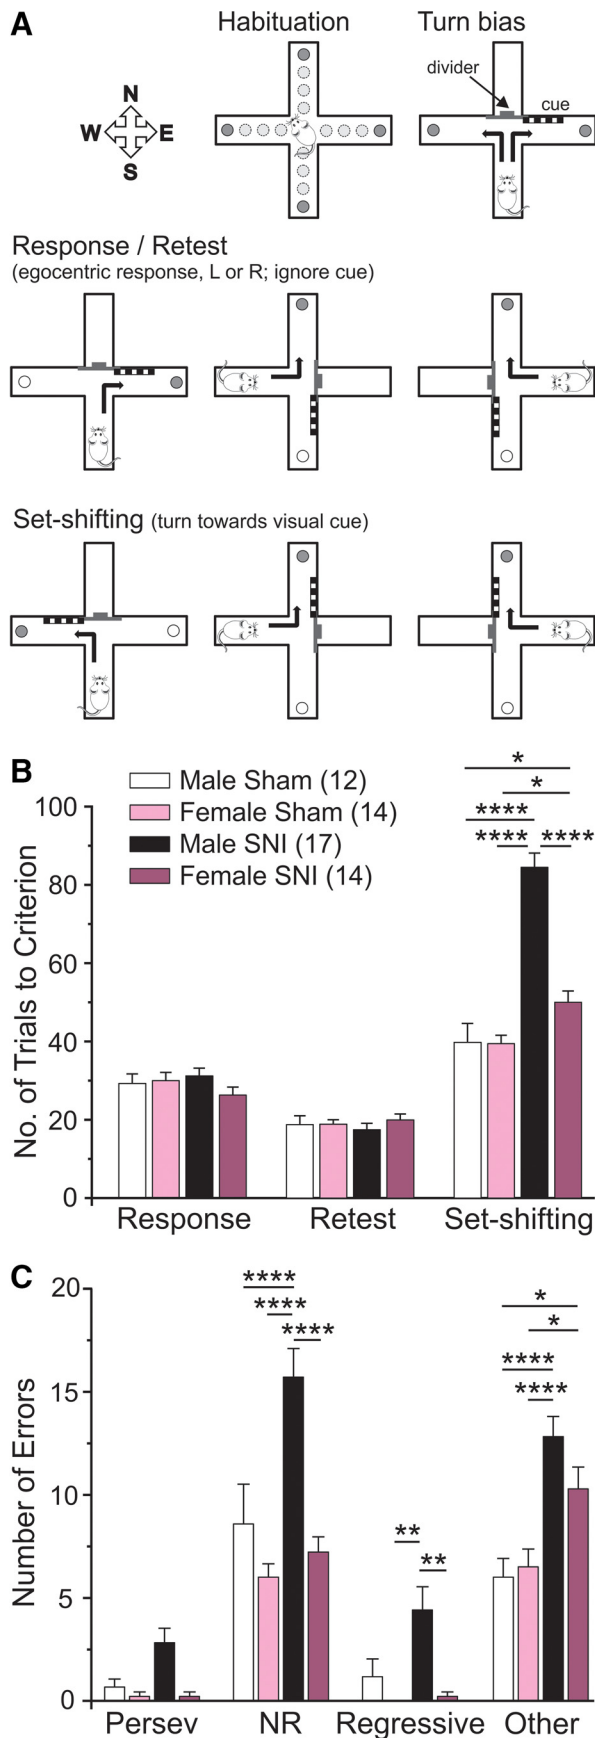 A
Habituation
Turn bias
divider
cue
N
W E
S
Response / Retest
(egocentric response, L or R; ignore cue)
Set-shifting (turn towards visual cue)
B
Male Sham (12)
Female Sham (14)
Male SNI (17)
Female SNI (14)
*
*
****
**** ****
No. of Trials to Criterion
100
80
60
40
20
0
Response Retest Set-shifting
C
Number of Errors
20
15
10
5
0
****
****
****
**
**
*
*
****
****
Persev NR Regressive Other